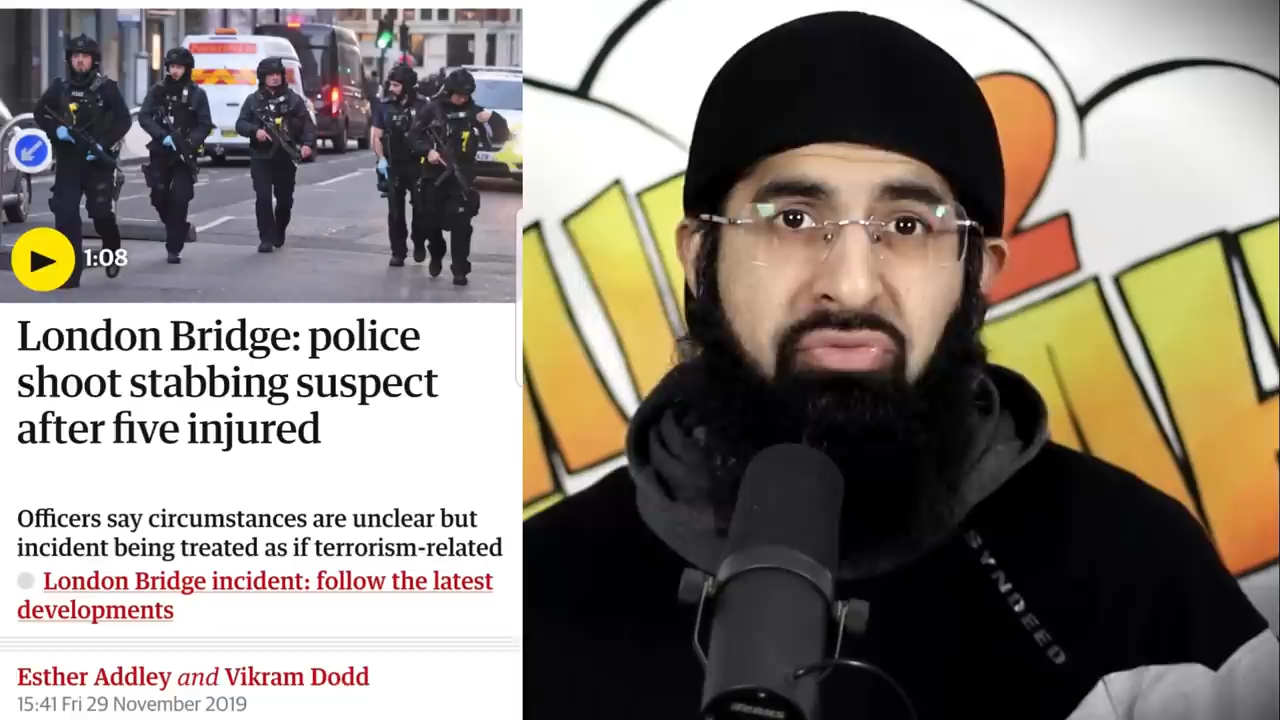 1:08
London Bridge: police
shoot stabbing suspect
after five injured
Officers say circumstances are unclear but
incident being treated as if terrorism-related
London Bridge incident: follow the latest
developments
Esther Addley and Vikram Dodd
15:41 Fri 29 November 2019
2
SYNDEED